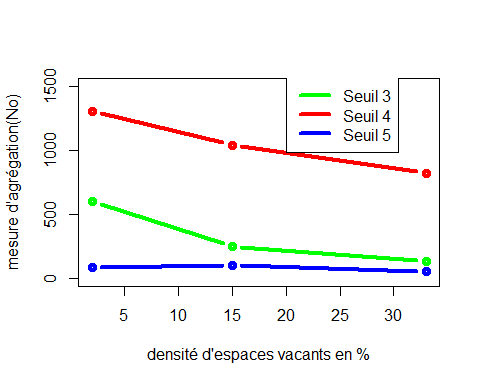 mesure d'agrégation(No)
1500
1000
500
0
Seuil 3
Seuil 4
Seuil 5
5 10 15 20 25 30
densité d'espaces vacants en %